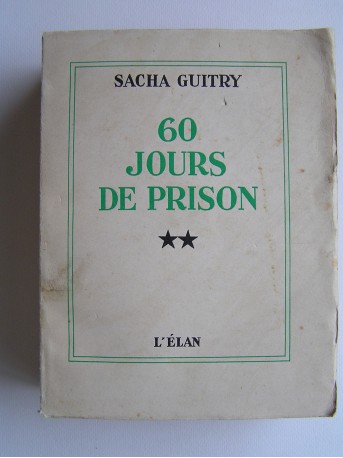 SACHA GUITRY
60
JOURS
DE PRISON
★★
L'ÉLAN